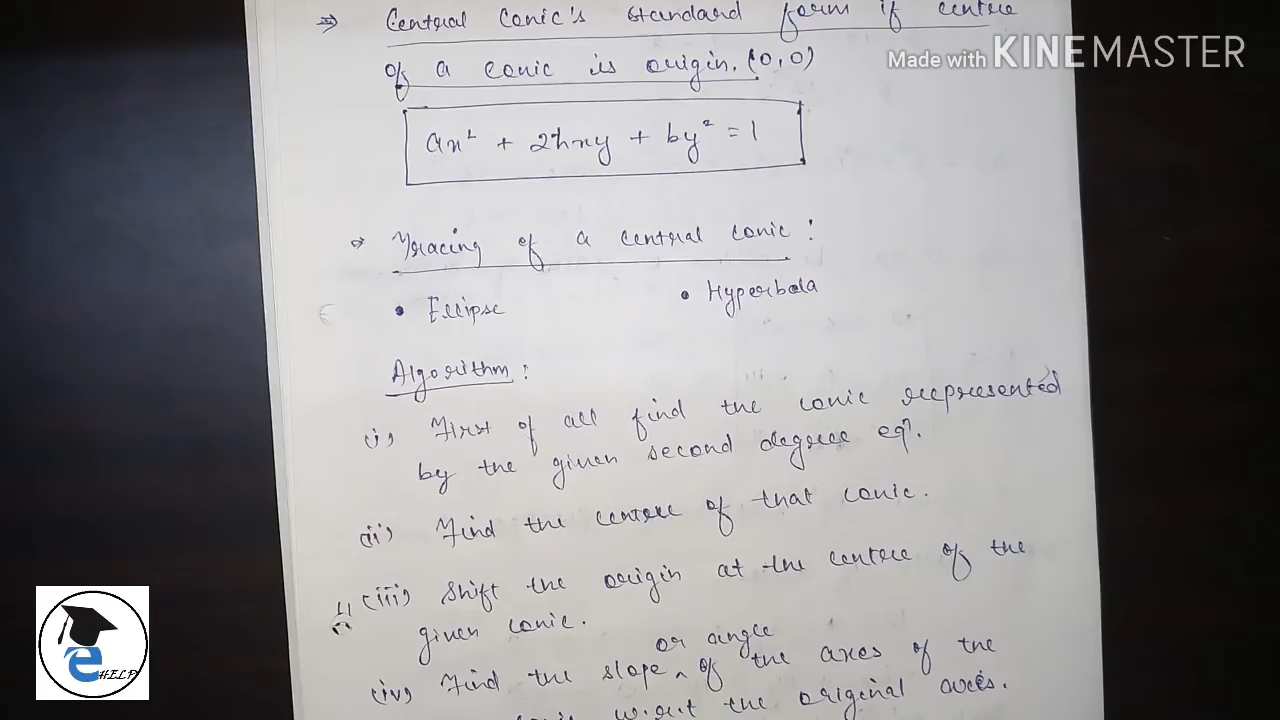 ⇒ Central Conic's standard form if centre
of a conic is origin. (0,0)
Made with KINEMASTER
ax² + 2hxy + by² = 1
→ Tracing of a central conic :
• Ellipse • Hyperbola
Algorithm :
(i) First of all find the conic represented
by the given second degree eqⁿ.
(ii) Find the centre of that conic.
(iii) Shift the origin at the centre of the
given conic.
or angle
(iv) Find the slope ‸ of the axes of the
w.r.t the original axes.
e HELP